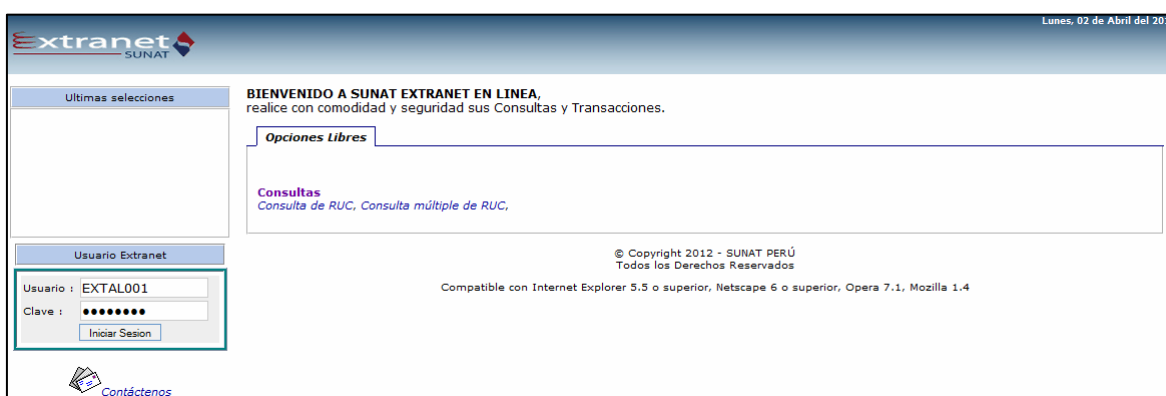 Lunes, 02 de Abril del 20
Extranet
SUNAT
Ultimas selecciones
BIENVENIDO A SUNAT EXTRANET EN LINEA,
realice con comodidad y seguridad sus Consultas y Transacciones.
Opciones Libres
Consultas
Consulta de RUC, Consulta múltiple de RUC,
Usuario Extranet
Usuario : EXTAL001
Clave : ●●●●●●●●
Iniciar Sesion
Contáctenos
© Copyright 2012 - SUNAT PERÚ
Todos los Derechos Reservados
Compatible con Internet Explorer 5.5 o superior, Netscape 6 o superior, Opera 7.1, Mozilla 1.4